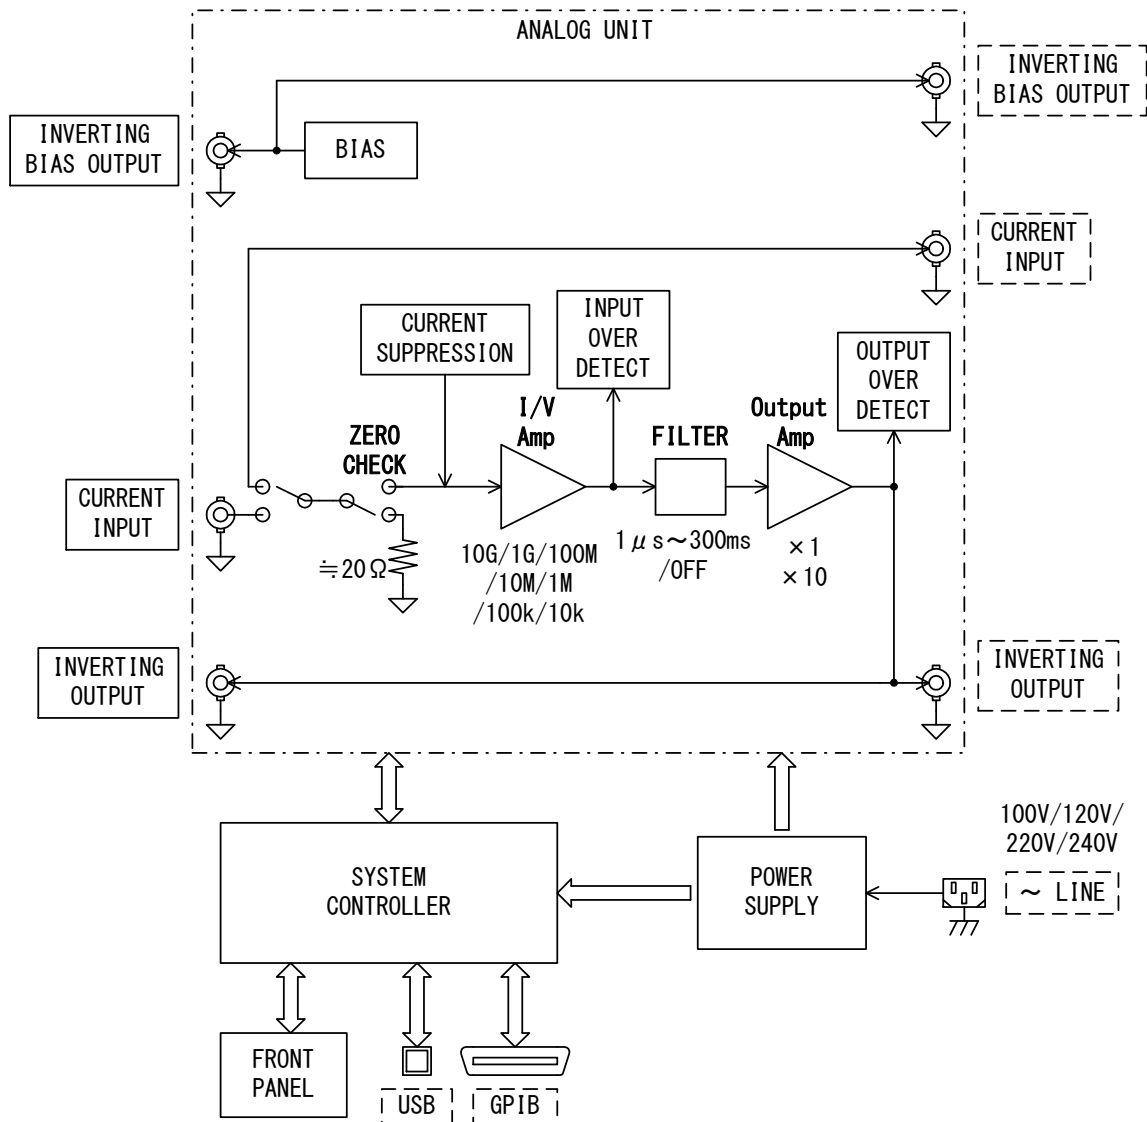 ANALOG UNIT
INVERTING
BIAS OUTPUT
INVERTING
BIAS OUTPUT
BIAS
CURRENT
INPUT
CURRENT
SUPPRESSION
INPUT
OVER
DETECT
OUTPUT
OVER
DETECT
I/V
Amp
Output
Amp
ZERO
CHECK
FILTER
CURRENT
INPUT
≒20Ω
10G/1G/100M
/10M/1M
/100k/10k
1μs～300ms
/OFF
×1
×10
INVERTING
OUTPUT
INVERTING
OUTPUT
SYSTEM
CONTROLLER
POWER
SUPPLY
100V/120V/
220V/240V
～ LINE
FRONT
PANEL
USB
GPIB